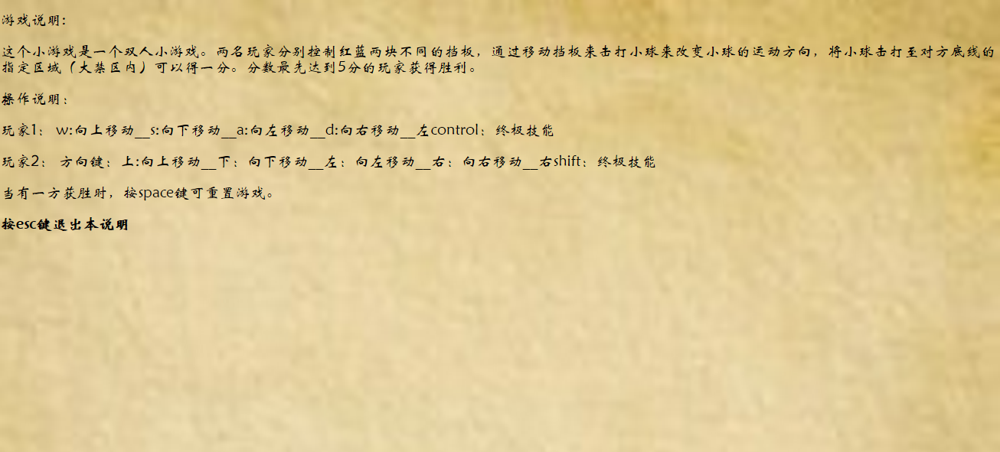 游戏说明:
这个小游戏是一个双人小游戏。两名玩家分别控制红蓝两块不同的挡板，通过移动挡板来击打小球来改变小球的运动方向，将小球击打至对方底线的
指定区域（大禁区内）可以得一分。分数最先达到5分的玩家获得胜利。
操作说明：
玩家1： w:向上移动__s:向下移动__a:向左移动__d:向右移动__左control：终极技能
玩家2： 方向键：上:向上移动__下：向下移动__左：向左移动__右：向右移动__右shift：终极技能
当有一方获胜时，按space键可重置游戏。
按esc键退出本说明